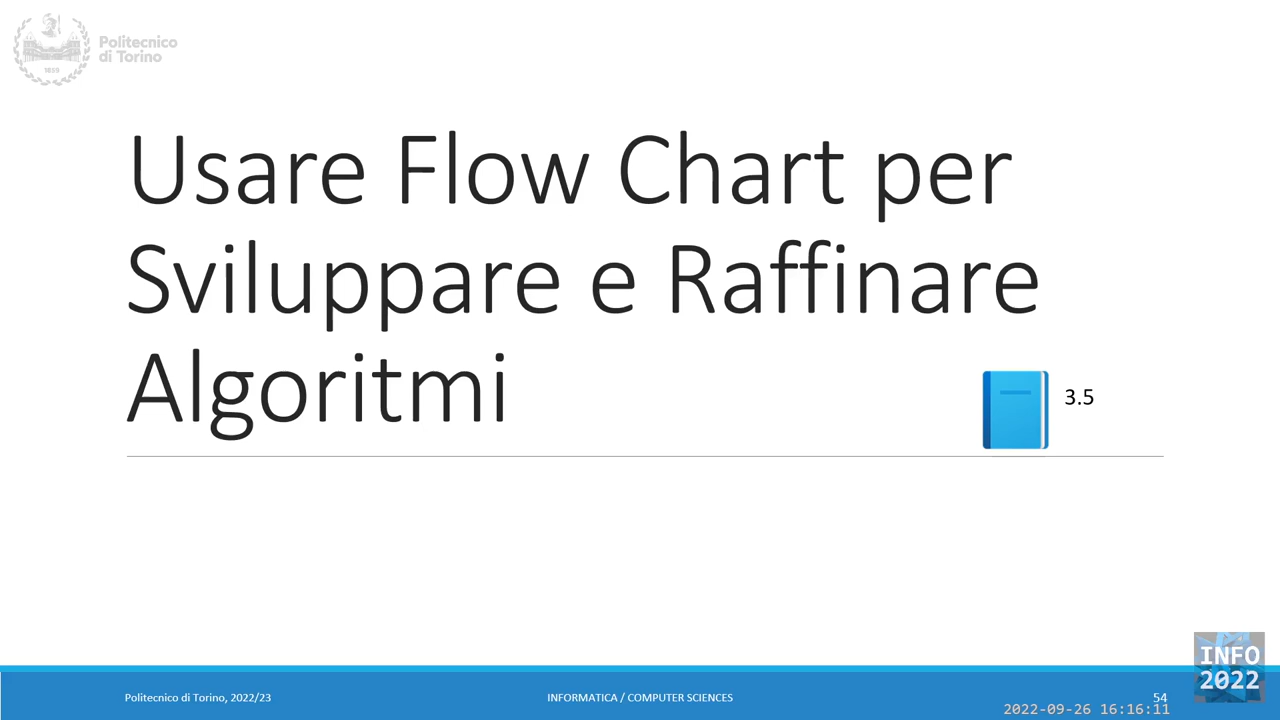 Politecnico
di Torino
1859
Usare Flow Chart per
Sviluppare e Raffinare
Algoritmi
3.5
INFO
2022
Politecnico di Torino, 2022/23
INFORMATICA / COMPUTER SCIENCES
54
2022-09-26 16:16:11